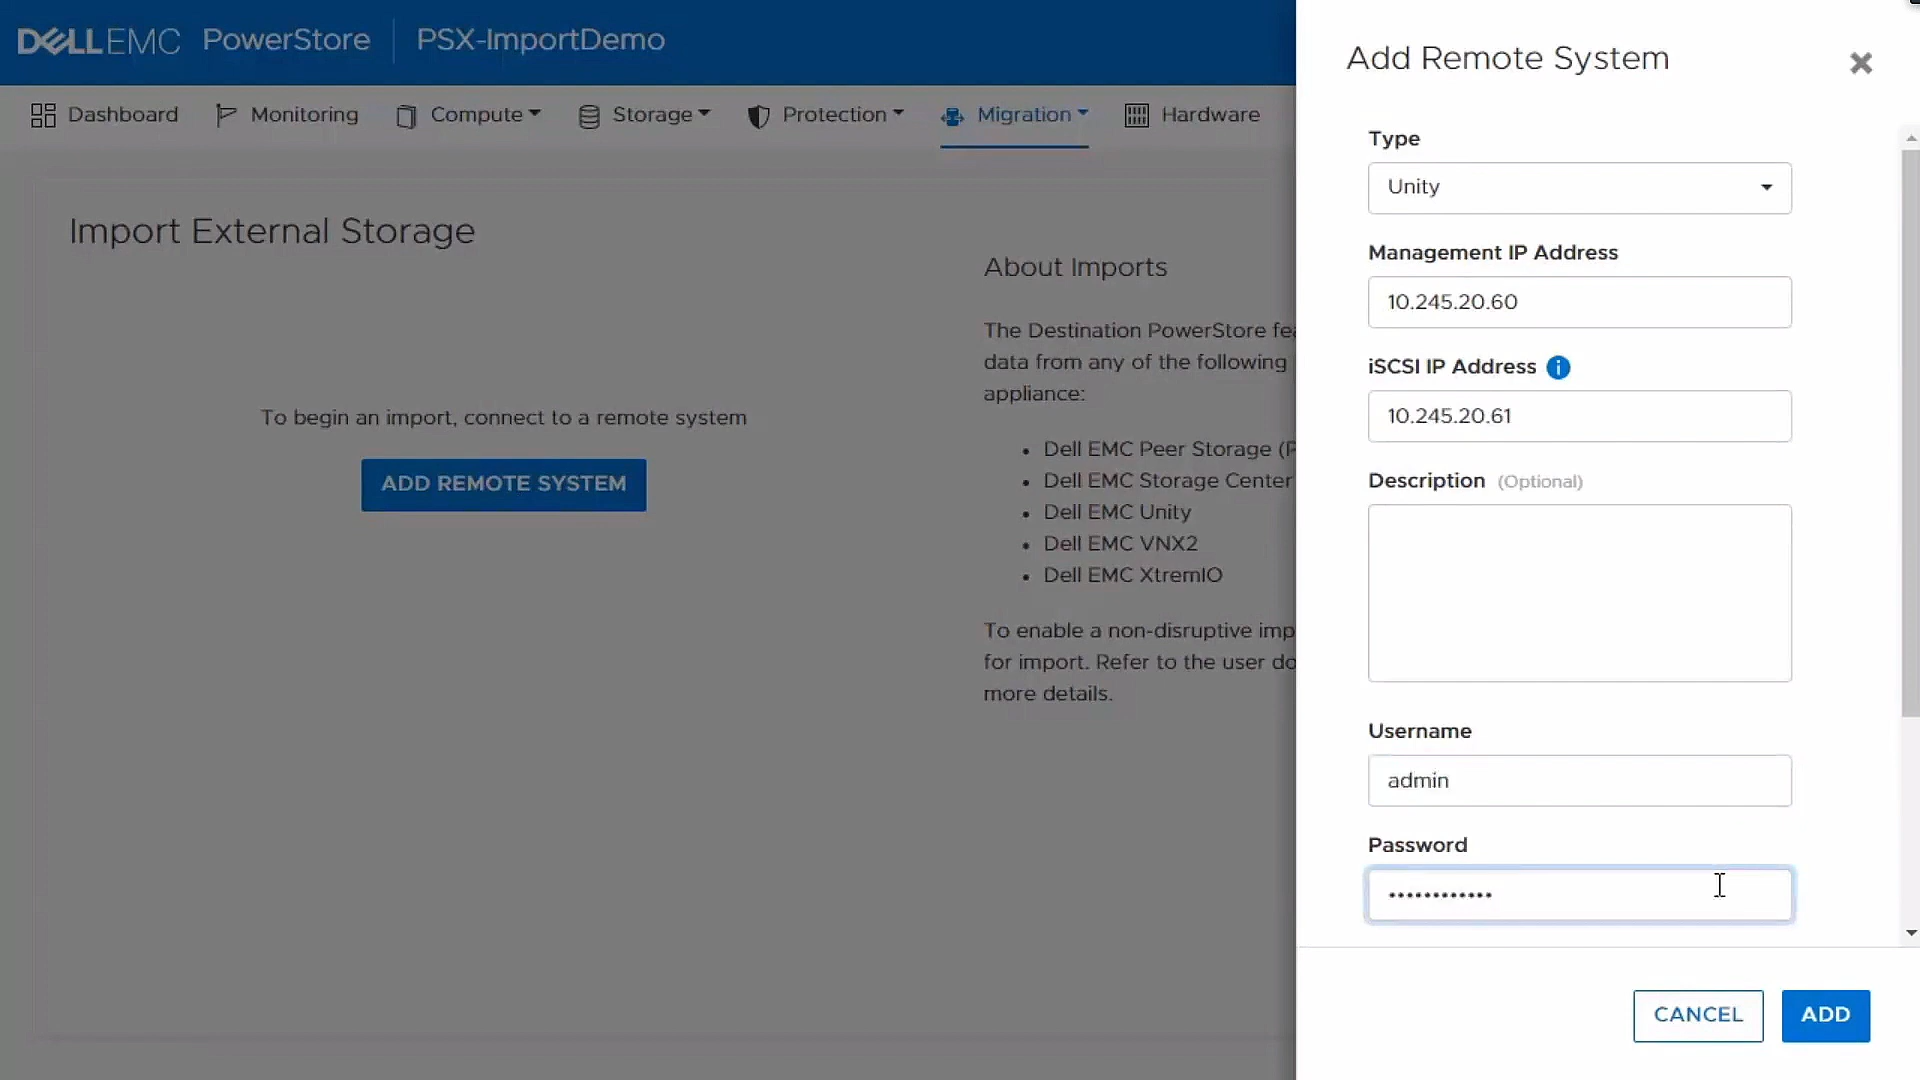 DELLEMC PowerStore PSX-ImportDemo
Dashboard Monitoring Compute Storage Protection Migration Hardware
Import External Storage
To begin an import, connect to a remote system
ADD REMOTE SYSTEM
About Imports
The Destination PowerStore
data from any of the following
appliance:
• Dell EMC Peer Storage (P
• Dell EMC Storage Center
• Dell EMC Unity
• Dell EMC VNX2
• Dell EMC XtremIO
To enable a non-disruptive imp
for import. Refer to the user do
more details.
Add Remote System
Type
Unity
Management IP Address
10.245.20.60
iSCSI IP Address i
10.245.20.61
Description (Optional)
Username
admin
Password
••••••••••••
CANCEL ADD